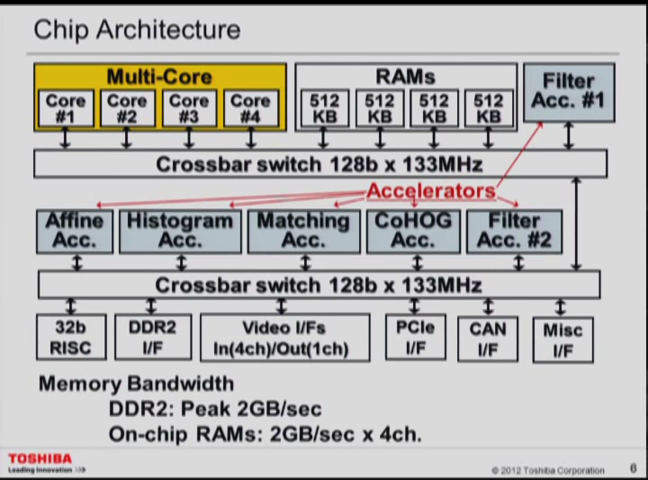 Chip Architecture
Multi-Core
Core #1
Core #2
Core #3
Core #4
RAMs
512 KB
512 KB
512 KB
512 KB
Filter Acc. #1
Crossbar switch 128b x 133MHz
Accelerators
Affine Acc.
Histogram Acc.
Matching Acc.
CoHOG Acc.
Filter Acc. #2
Crossbar switch 128b x 133MHz
32b RISC
DDR2 I/F
Video I/Fs In(4ch)/Out(1ch)
PCIe I/F
CAN I/F
Misc I/F
Memory Bandwidth
DDR2: Peak 2GB/sec
On-chip RAMs: 2GB/sec x 4ch.
TOSHIBA
Leading Innovation >>>
© 2012 Toshiba Corporation
6